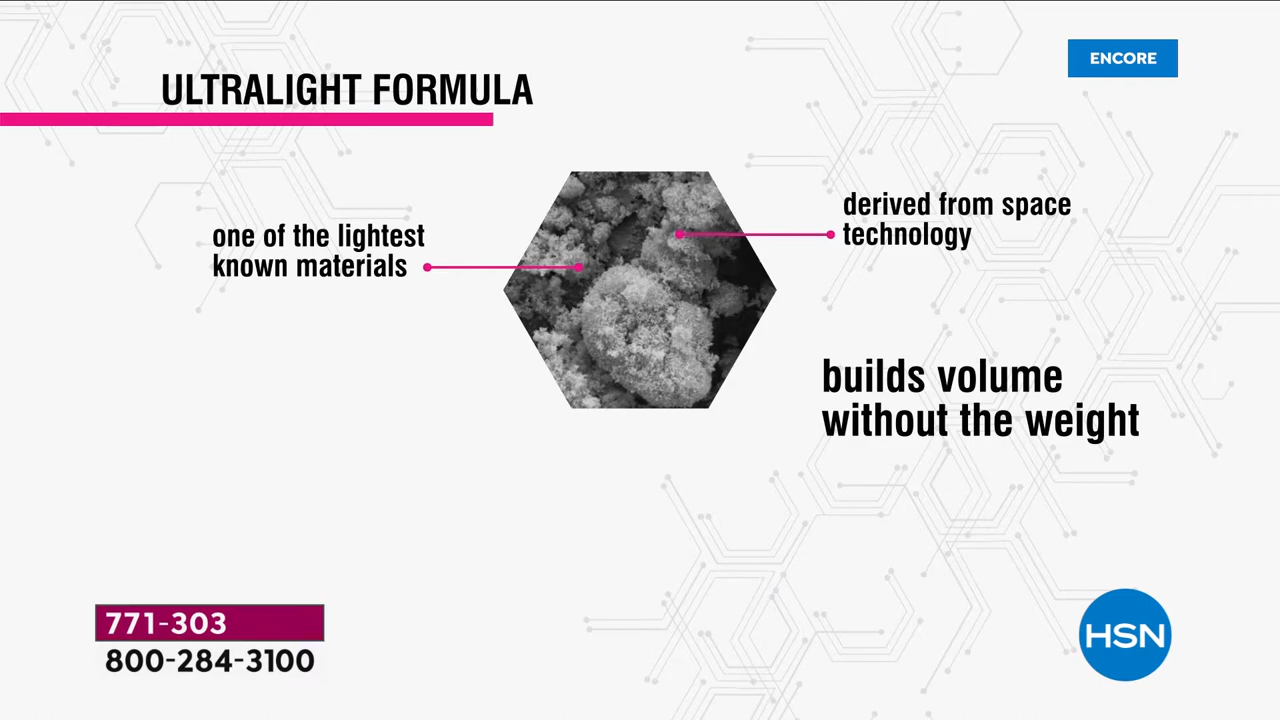 ENCORE
ULTRALIGHT FORMULA
one of the lightest
known materials
derived from space
technology
builds volume
without the weight
771-303
800-284-3100
HSN